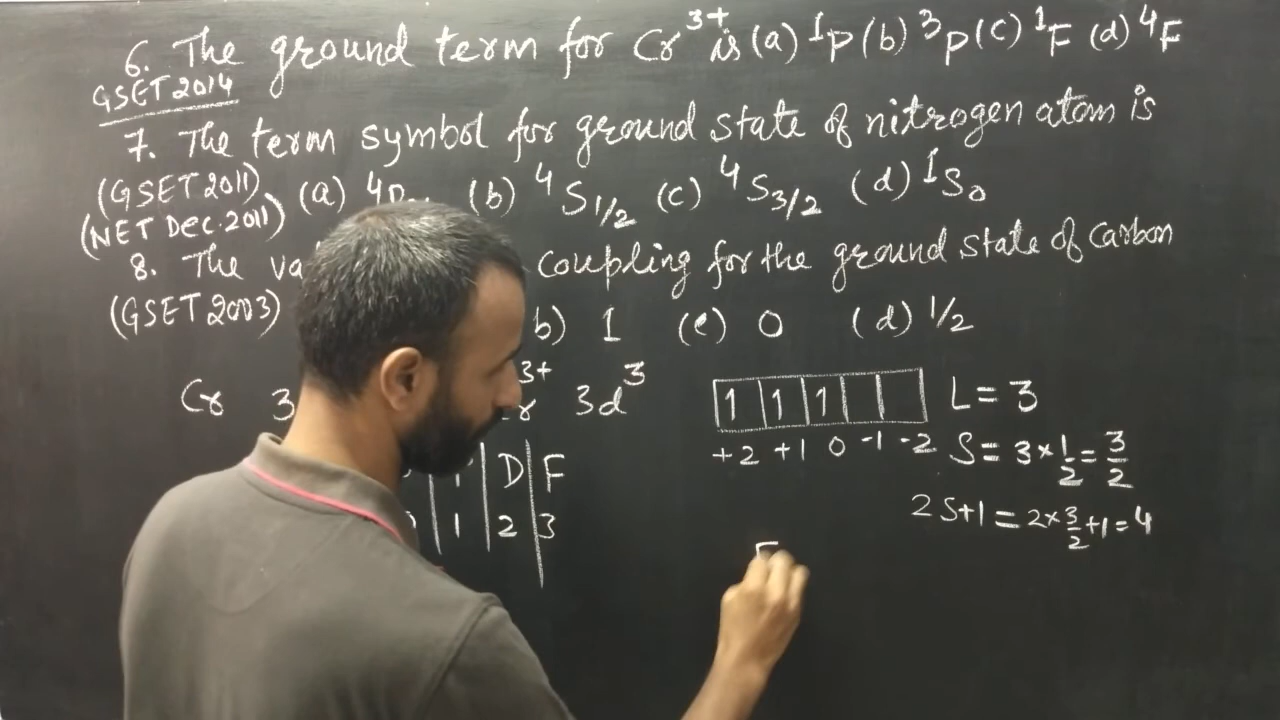 6. The ground term for Cr³⁺ is (a) ¹P (b) ³P (c) ¹F (d) ⁴F
GSET 2014
7. The term symbol for ground state of nitrogen atom is
(GSET 2011) (a) (b) ⁴S1/2 (c) ⁴S3/2 (d) ¹S0
(NET Dec. 2011)
8. The coupling for the ground state of carbon
(GSET 2003) b) 1 (c) 0 (d) 1/2
Cr 3 3+ 3d³
1 1 1 L = 3
+2 +1 0 -1 -2 S = 3 × 1/2 = 3/2
D F
1 2 3
2S+1 = 2 × 3/2 + 1 = 4